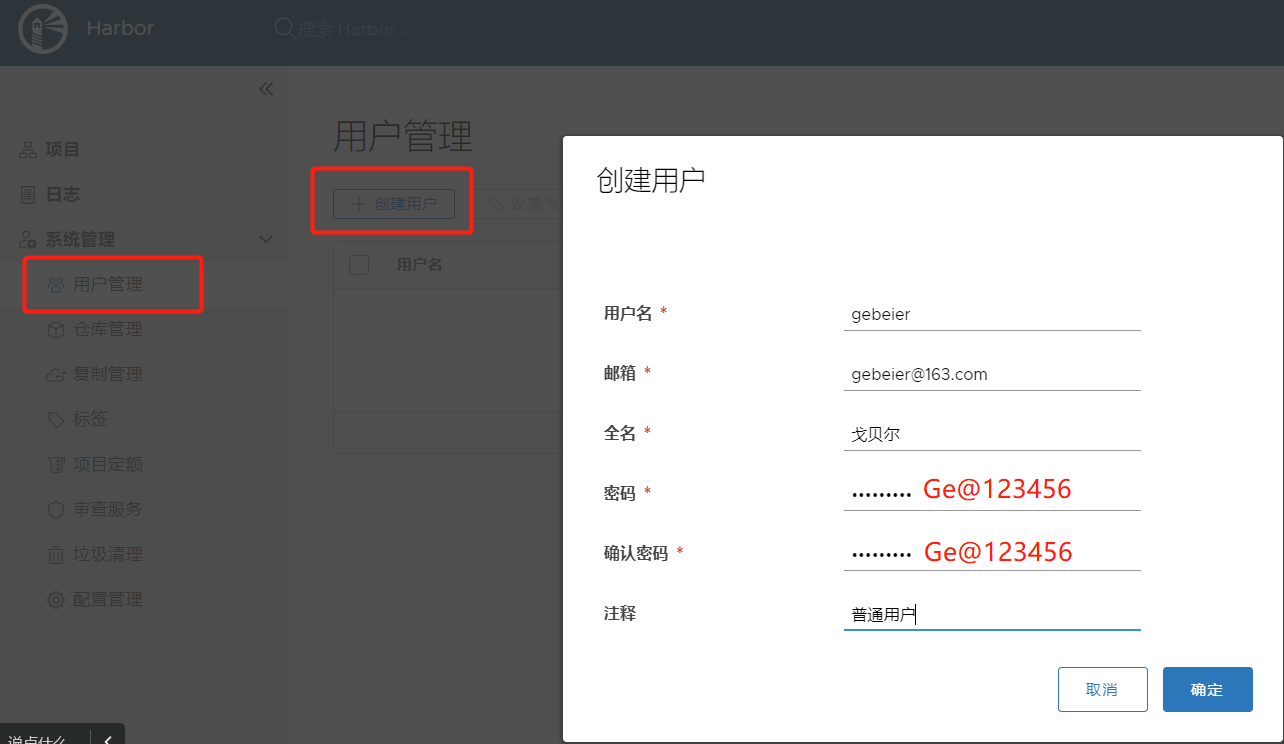 Harbor
搜索 Harbor...
项目
日志
系统管理
用户管理
仓库管理
复制管理
标签
项目定额
审查服务
垃圾清理
配置管理
说点什么
用户管理
创建用户
设置为
用户名
创建用户
用户名 * gebeier
邮箱 * gebeier@163.com
全名 * 戈贝尔
密码 * ••••••••• Ge@123456
确认密码 * ••••••••• Ge@123456
注释 普通用户
取消 确定